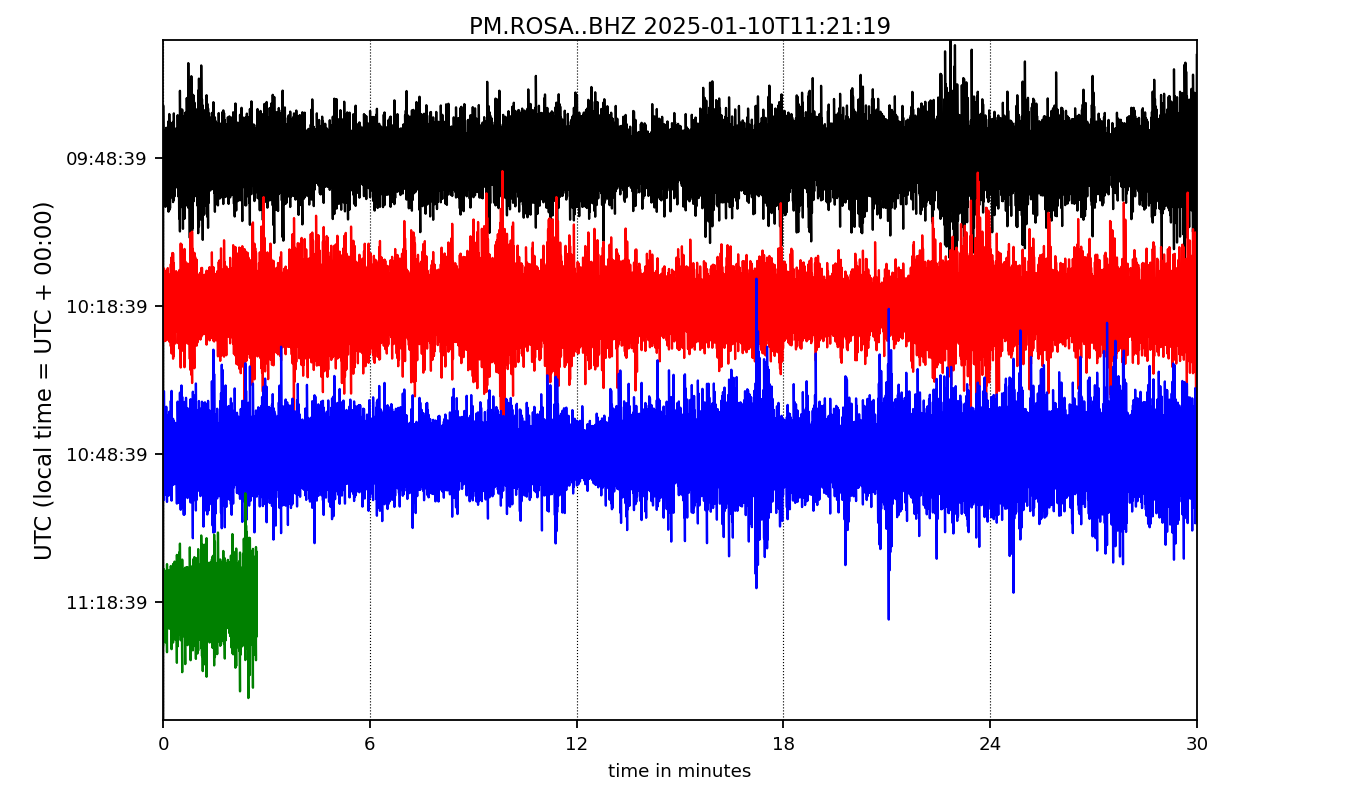 PM.ROSA..BHZ 2025-01-10T11:21:19
UTC (local time = UTC + 00:00)
09:48:39
10:18:39
10:48:39
11:18:39
0 6 12 18 24 30
time in minutes